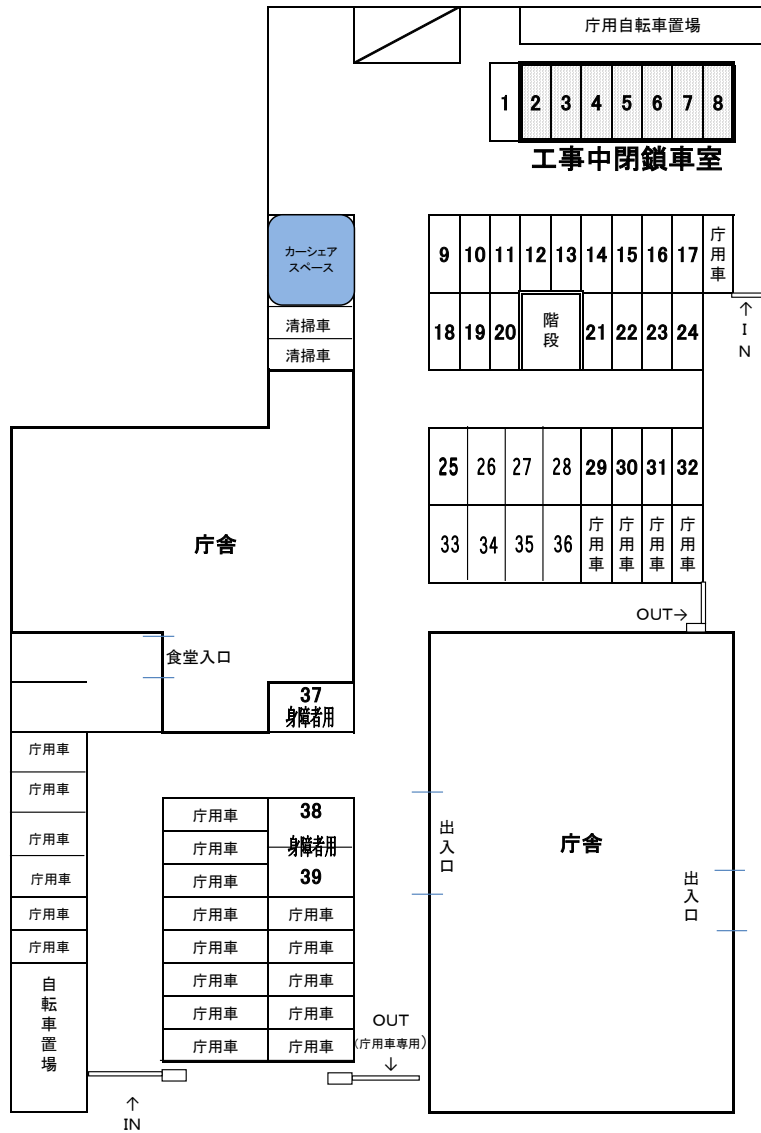 庁用自転車置場
1 2 3 4 5 6 7 8
工事中閉鎖車室
カーシェア
スペース
清掃車
清掃車
9 10 11 12 13 14 15 16 17 庁用車
18 19 20 階段 21 22 23 24
↑
IN
25 26 27 28 29 30 31 32
33 34 35 36 庁用車 庁用車 庁用車 庁用車
OUT→
庁舎
食堂入口
37
身障者用
庁用車
庁用車
庁用車
庁用車
庁用車
庁用車
自転車置場
庁用車 38
庁用車 身障者用
庁用車 39
庁用車 庁用車
庁用車 庁用車
庁用車 庁用車
庁用車 庁用車
庁用車 庁用車
↑
IN
OUT
(庁用車専用)
↓
出入口
庁舎
出入口